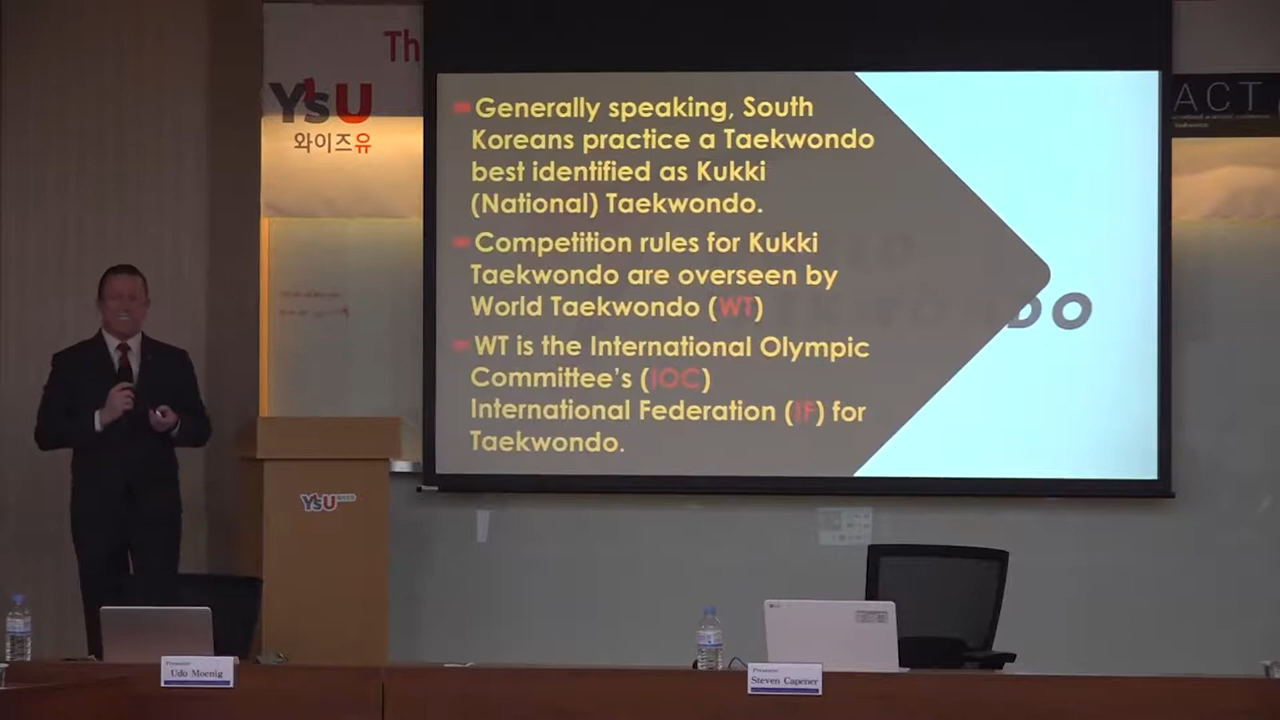 Th
YsU
와이즈유
ACT
Generally speaking, South
Koreans practice a Taekwondo
best identified as Kukki
(National) Taekwondo.
Competition rules for Kukki
Taekwondo are overseen by
World Taekwondo (WT)
WT is the International Olympic
Committee's (IOC)
International Federation (IF) for
Taekwondo.
DO
YsU
Presenter
Udo Moenig
Presenter
Steven Capener